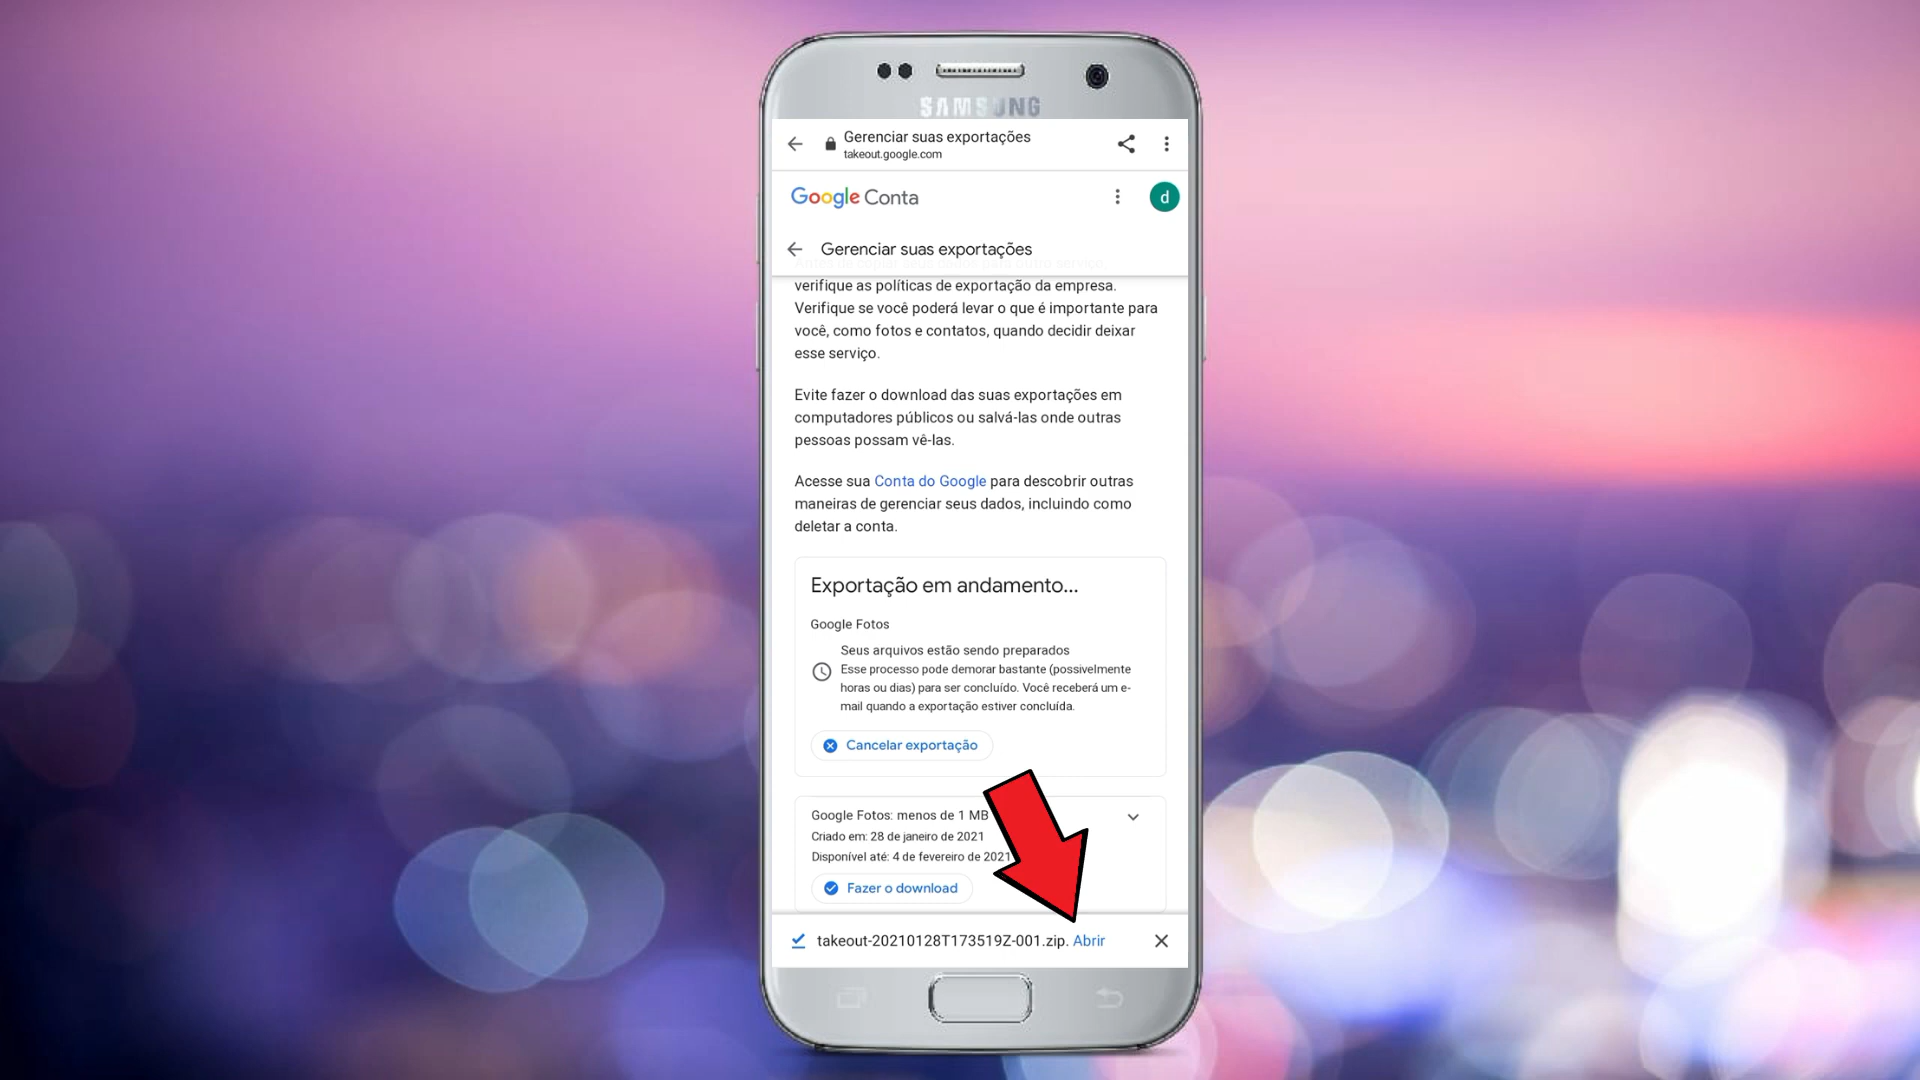 SAMSUNG
Gerenciar suas exportações
takeout.google.com
Google Conta
d
Gerenciar suas exportações
verifique as políticas de exportação da empresa.
Verifique se você poderá levar o que é importante para
você, como fotos e contatos, quando decidir deixar
esse serviço.
Evite fazer o download das suas exportações em
computadores públicos ou salvá-las onde outras
pessoas possam vê-las.
Acesse sua Conta do Google para descobrir outras
maneiras de gerenciar seus dados, incluindo como
deletar a conta.
Exportação em andamento...
Google Fotos
Seus arquivos estão sendo preparados
Esse processo pode demorar bastante (possivelmente
horas ou dias) para ser concluído. Você receberá um e-
mail quando a exportação estiver concluída.
Cancelar exportação
Google Fotos: menos de 1 MB
Criado em: 28 de janeiro de 2021
Disponível até: 4 de fevereiro de 2021
Fazer o download
takeout-20210128T173519Z-001.zip. Abrir